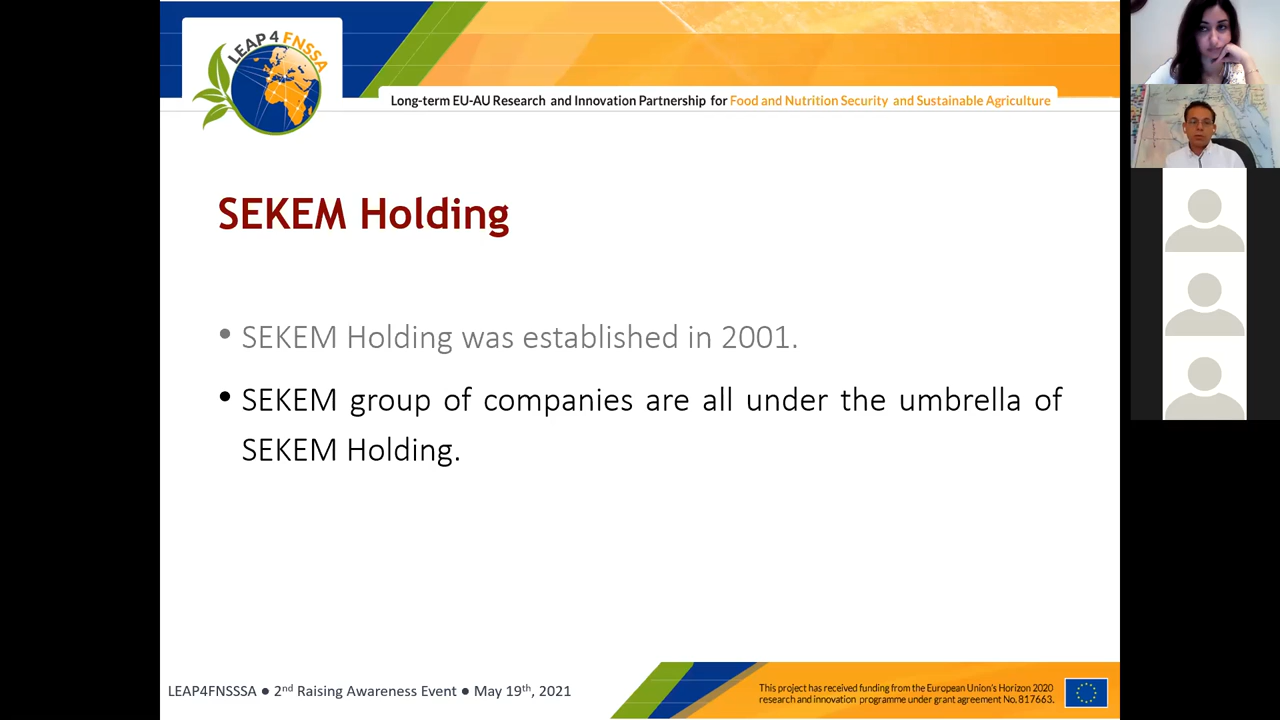 LEAP 4 FNSSA
Long-term EU-AU Research and Innovation Partnership for Food and Nutrition Security and Sustainable Agriculture
SEKEM Holding
• SEKEM Holding was established in 2001.
• SEKEM group of companies are all under the umbrella of
SEKEM Holding.
LEAP4FNSSSA ● 2nd Raising Awareness Event ● May 19th, 2021
This project has received funding from the European Union's Horizon 2020
research and innovation programme under grant agreement No. 817663.